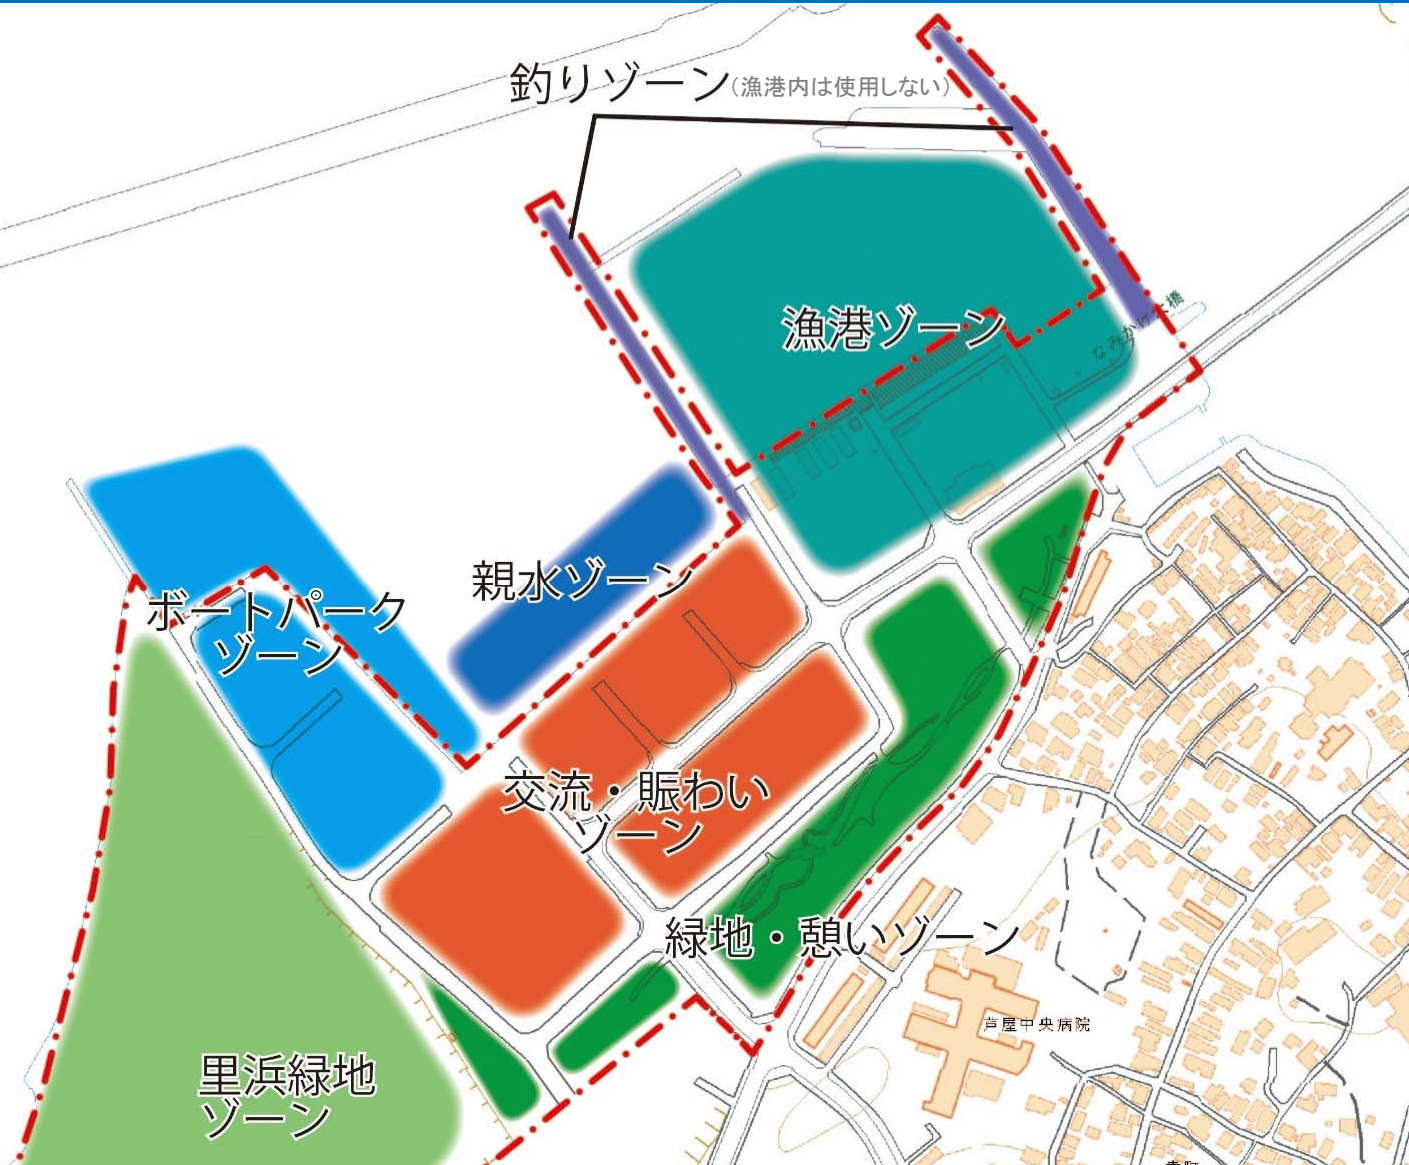 釣りゾーン(漁港内は使用しない)
漁港ゾーン
なみかけ大橋
親水ゾーン
ボートパーク
ゾーン
交流・賑わい
ゾーン
緑地・憩いゾーン
芦屋中央病院
里浜緑地
ゾーン